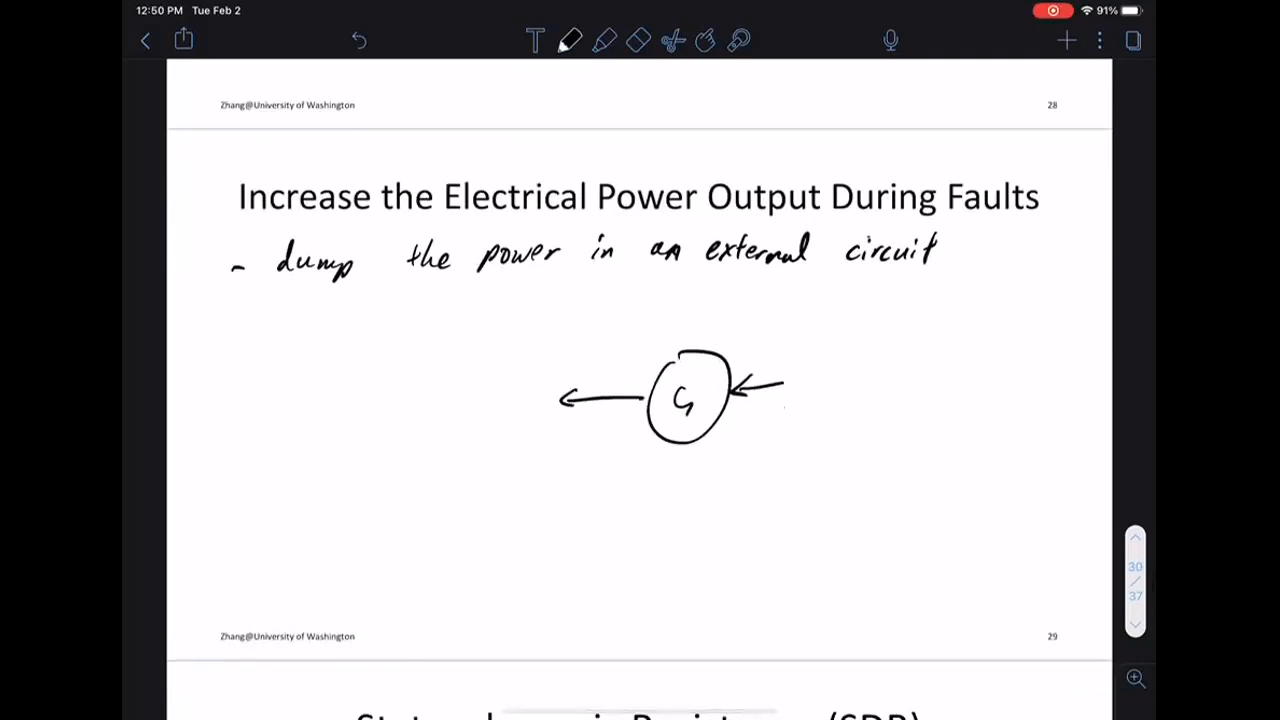 12:50 PM Tue Feb 2
91%
Zhang@University of Washington
28
Increase the Electrical Power Output During Faults
- dump the power in an external circuit
G
30
/
37
Zhang@University of Washington
29